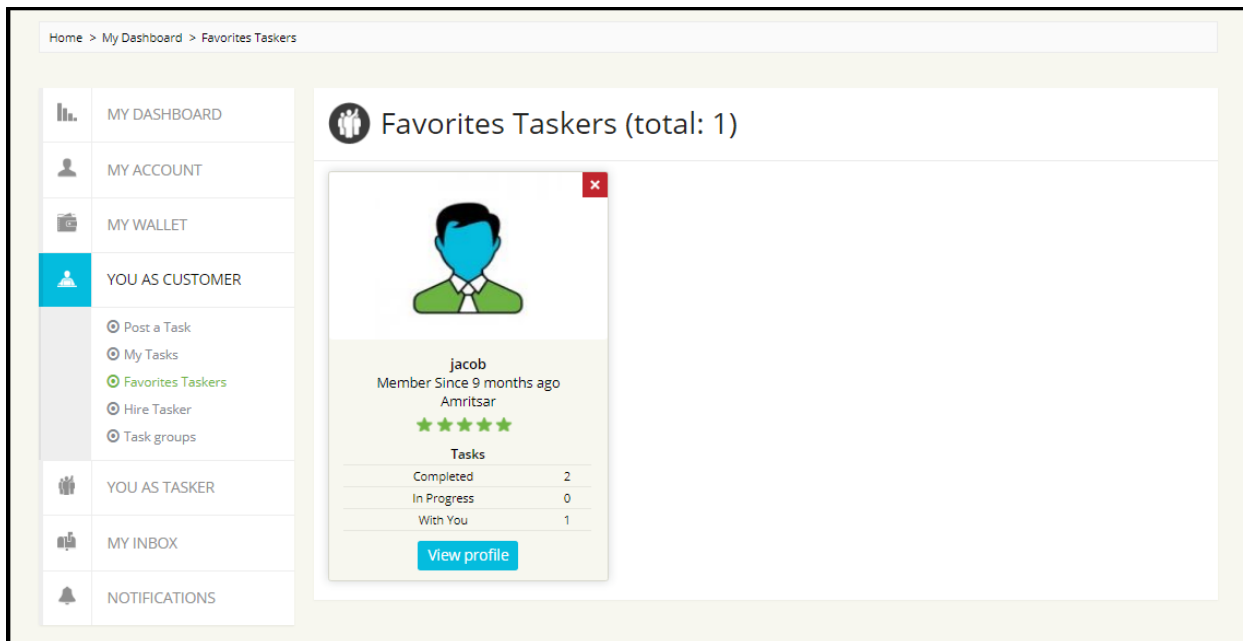 Home > My Dashboard > Favorites Taskers
MY DASHBOARD
MY ACCOUNT
MY WALLET
YOU AS CUSTOMER
Post a Task
My Tasks
Favorites Taskers
Hire Tasker
Task groups
YOU AS TASKER
MY INBOX
NOTIFICATIONS
Favorites Taskers (total: 1)
jacob
Member Since 9 months ago
Amritsar
Tasks
Completed 2
In Progress 0
With You 1
View profile